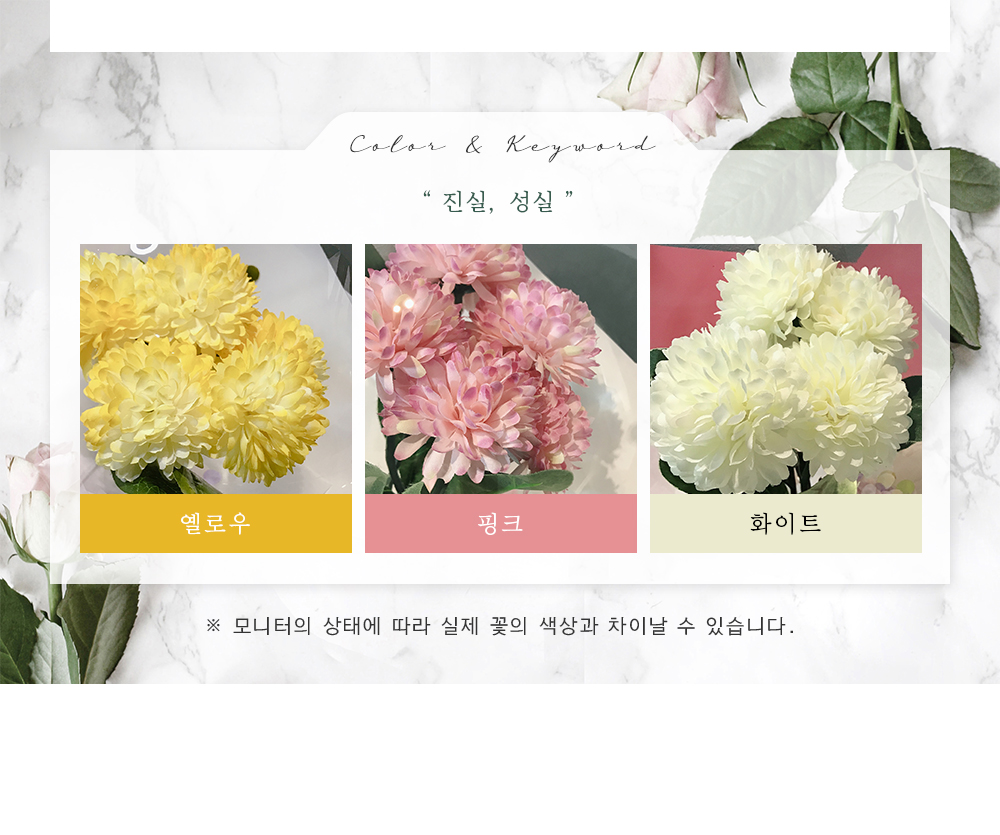 Color & Keyword
“ 진실, 성실 ”
옐로우
핑크
화이트
※ 모니터의 상태에 따라 실제 꽃의 색상과 차이날 수 있습니다.